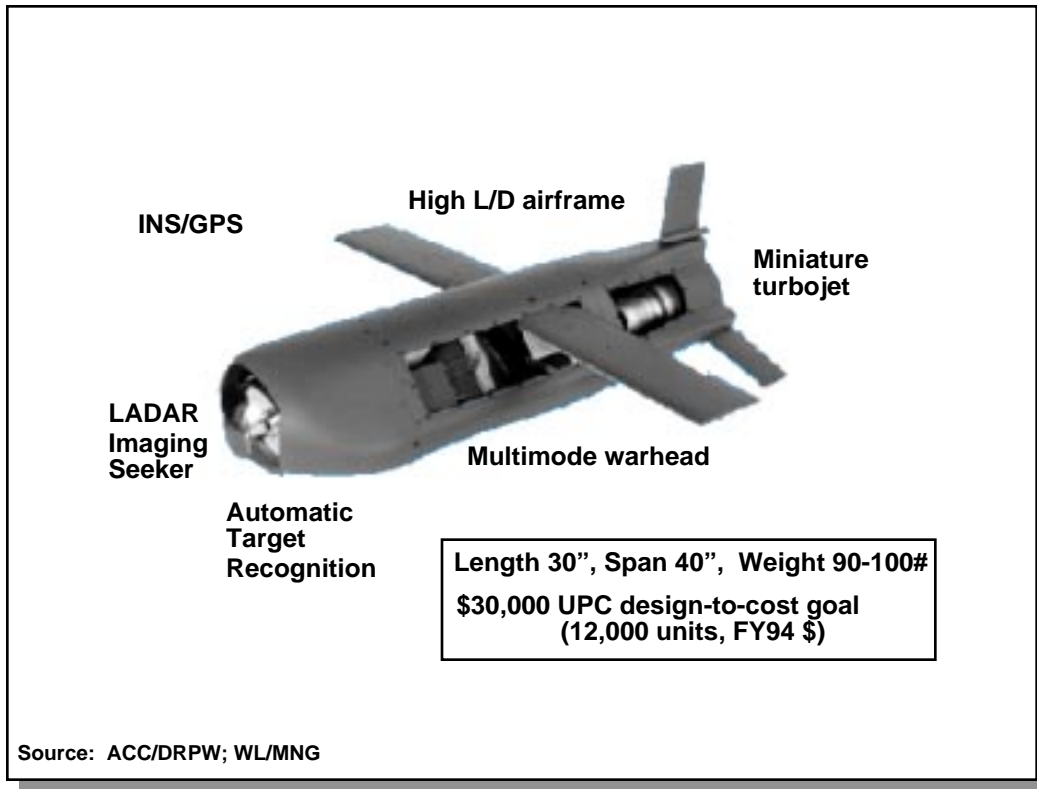 High L/D airframe
INS/GPS
Miniature
turbojet
LADAR
Imaging
Seeker
Multimode warhead
Automatic
Target
Recognition
Length 30”, Span 40”, Weight 90-100#
$30,000 UPC design-to-cost goal
(12,000 units, FY94 $)
Source: ACC/DRPW; WL/MNG